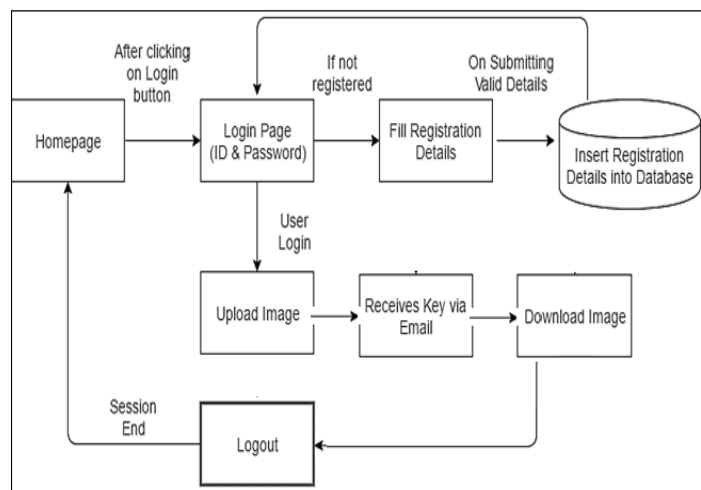 After clicking
on Login
button
If not
registered
On Submitting
Valid Details
Homepage
Login Page
(ID & Password)
Fill Registration
Details
Insert Registration
Details into Database
User
Login
Upload Image
Receives Key via
Email
Download Image
Session
End
Logout